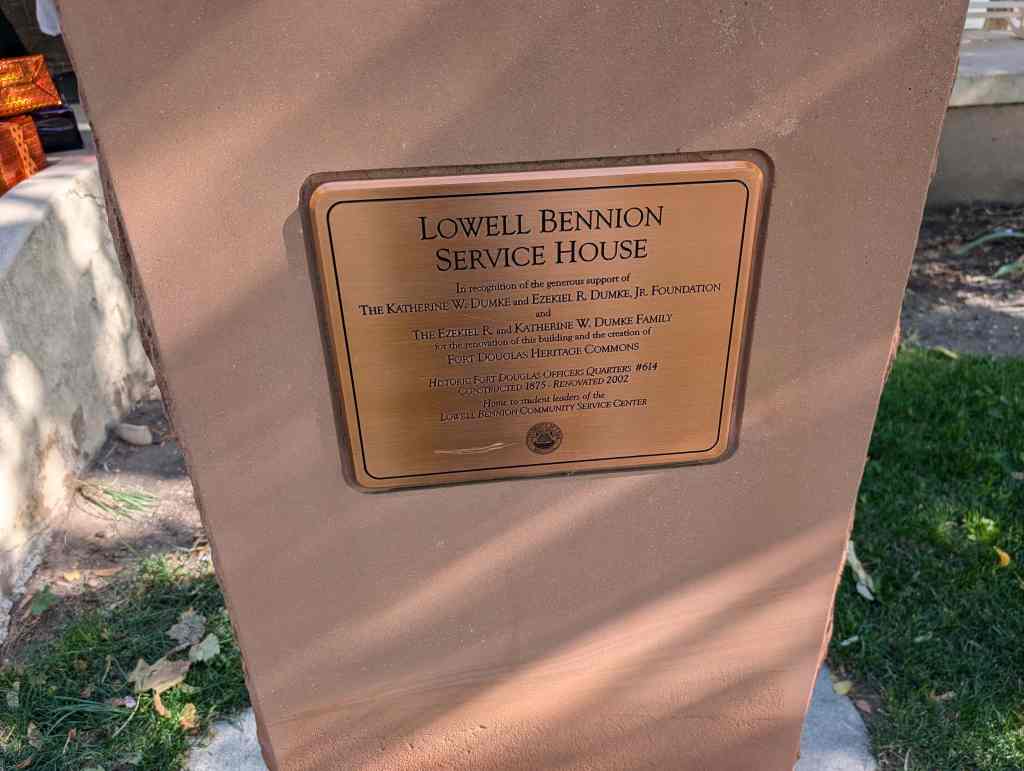 LOWELL BENNION
SERVICE HOUSE
In recognition of the generous support of
THE KATHERINE W. DUMKE and EZEKIEL R. DUMKE, JR. FOUNDATION
and
THE EZEKIEL R. and KATHERINE W. DUMKE FAMILY
for the renovation of this building and the creation of
FORT DOUGLAS HERITAGE COMMONS
HISTORIC FORT DOUGLAS OFFICERS QUARTERS #614
CONSTRUCTED 1875 - RENOVATED 2002
Home to student leaders of the
LOWELL BENNION COMMUNITY SERVICE CENTER